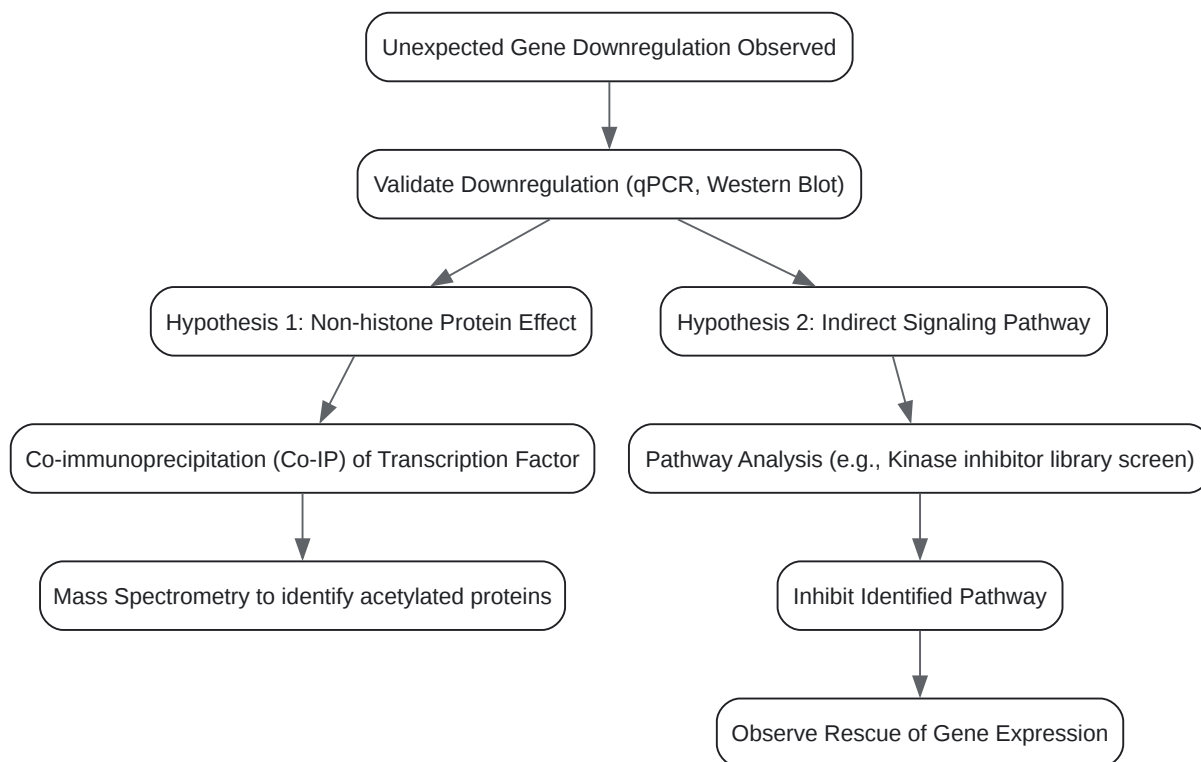 Unexpected Gene Downregulation Observed
Validate Downregulation (qPCR, Western Blot)
Hypothesis 1: Non-histone Protein Effect
Hypothesis 2: Indirect Signaling Pathway
Co-immunoprecipitation (Co-IP) of Transcription Factor
Pathway Analysis (e.g., Kinase inhibitor library screen)
Mass Spectrometry to identify acetylated proteins
Inhibit Identified Pathway
Observe Rescue of Gene Expression